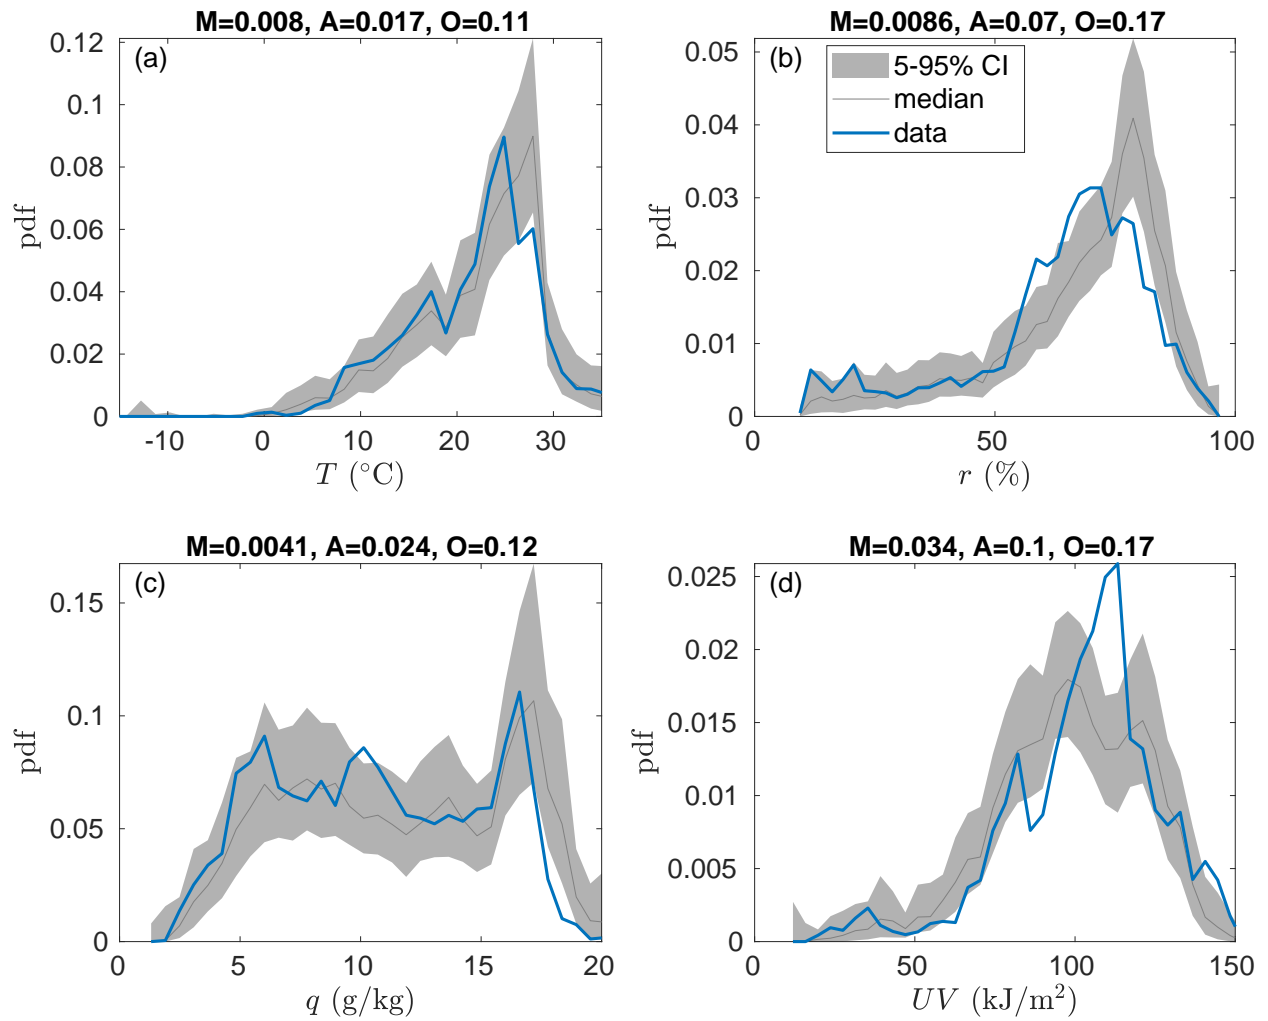 M=0.008, A=0.017, O=0.11
(a)
0.12
0.1
0.08
0.06
0.04
0.02
0
pdf
-10
0
10
20
30
T (°C)
M=0.0086, A=0.07, O=0.17
(b)
5-95% CI
median
data
0.05
0.04
0.03
0.02
0.01
0
pdf
0
50
100
r (%)
M=0.0041, A=0.024, O=0.12
(c)
0.15
0.1
0.05
0
pdf
0
5
10
15
20
q (g/kg)
M=0.034, A=0.1, O=0.17
(d)
0.025
0.02
0.015
0.01
0.005
0
pdf
0
50
100
150
UV (kJ/m²)